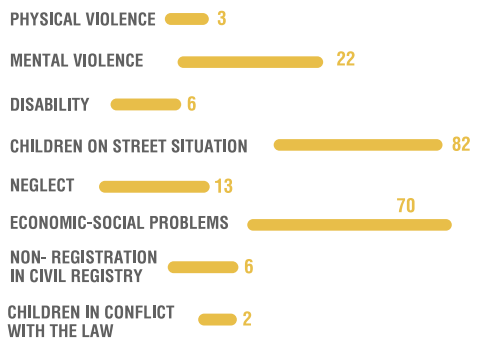 PHYSICAL VIOLENCE 3
MENTAL VIOLENCE 22
DISABILITY 6
CHILDREN ON STREET SITUATION 82
NEGLECT 13
ECONOMIC-SOCIAL PROBLEMS 70
NON- REGISTRATION
IN CIVIL REGISTRY 6
CHILDREN IN CONFLICT
WITH THE LAW 2